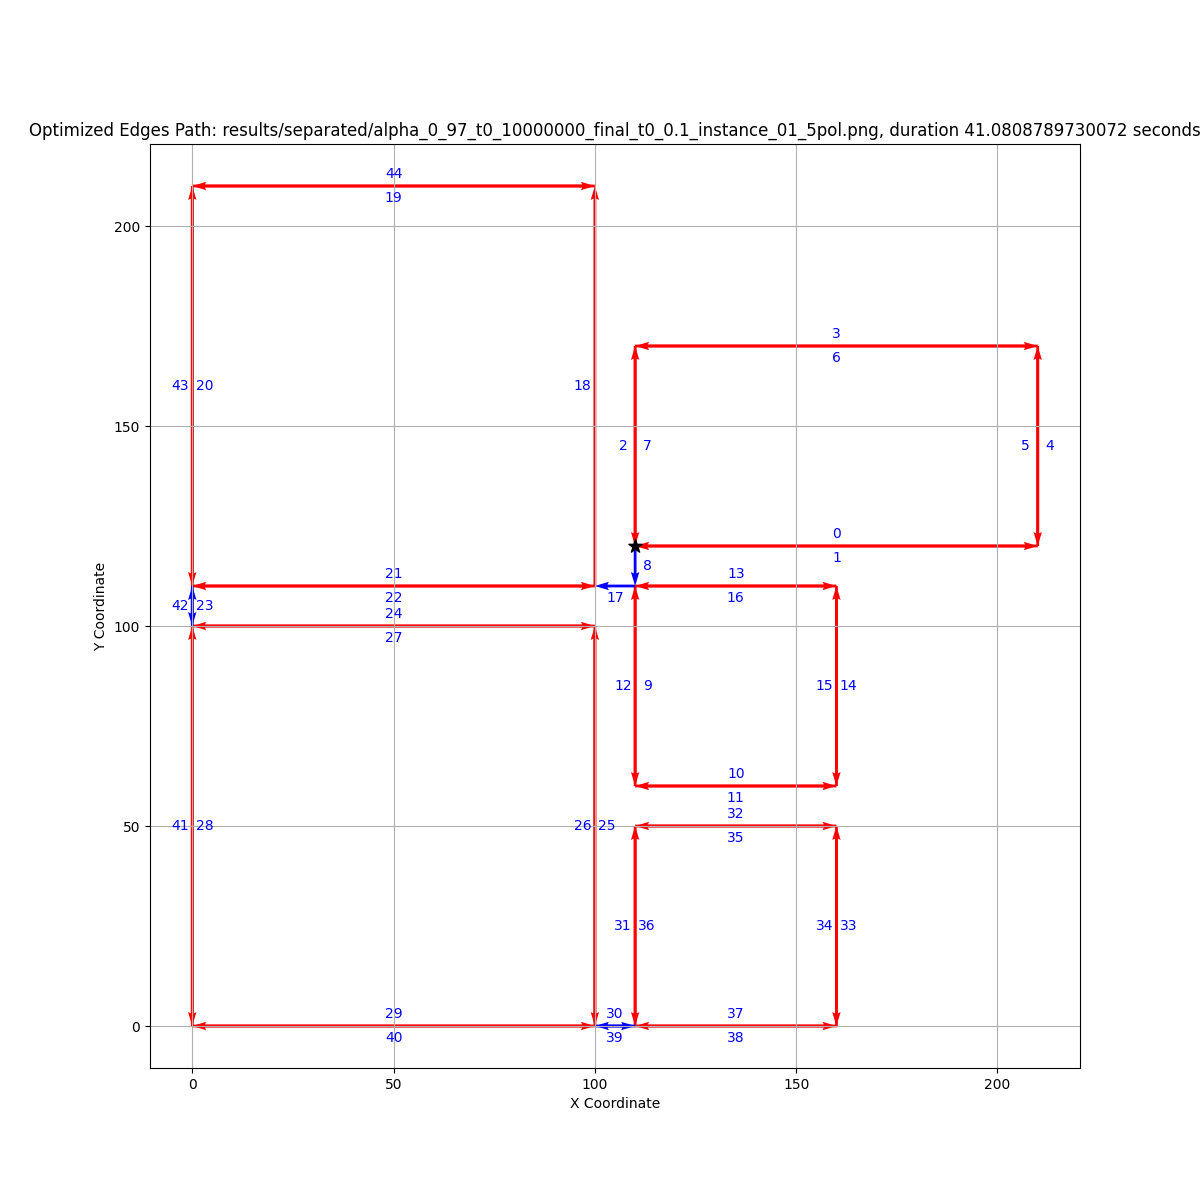 Optimized Edges Path: results/separated/alpha_0_97_t0_10000000_final_t0_0.1_instance_01_5pol.png, duration 41.0808789730072 seconds
44
19
200
3
6
43 20 18
2 7 5 4
150
0
1
8
21 13
22 17 16
42 23
24
100
27
12 9 15 14
10
11
32
50
41 28 26 25
35
31 36 34 33
29 30 37
0
40 39 38
0 50 100 150 200
X Coordinate
Y Coordinate